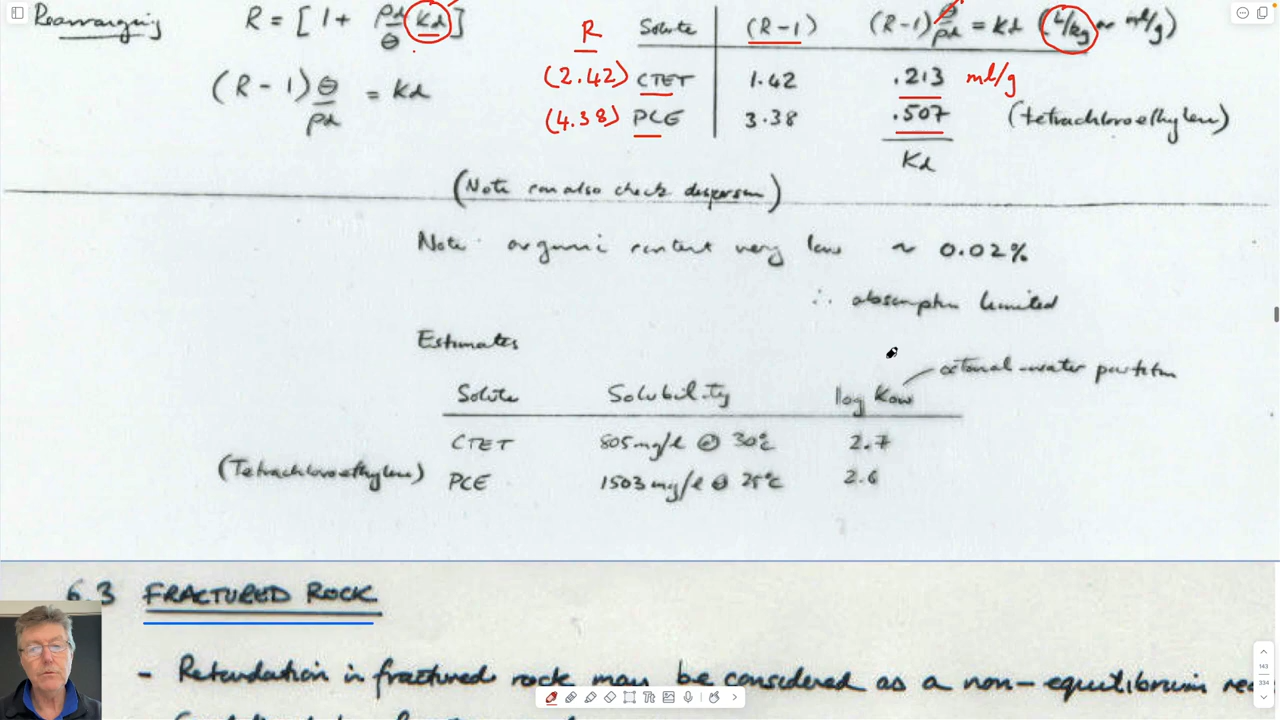 Rearranging R = [ 1 + ρd/θ Kd ]
(R - 1) θ/ρd = Kd
R Solute (R-1) (R-1) θ/ρd = Kd (L/kg or ml/g)
(2.42) CTET 1.42 .213 ml/g
(4.38) PCE 3.38 .507 (tetrachloroethylene)
Kd
(Note can also check dispersion)
Note: organic content very low ~ 0.02%
∴ absorption limited
Estimates
octonal-water partition
Solute Solubility log Kow
CTET 805 mg/l @ 30°C 2.7
(Tetrachloroethylene) PCE 1503 mg/l @ 25°C 2.6
6.3 FRACTURED ROCK
- Retardation in fractured rock may be considered as a non-equilibrium
143
334